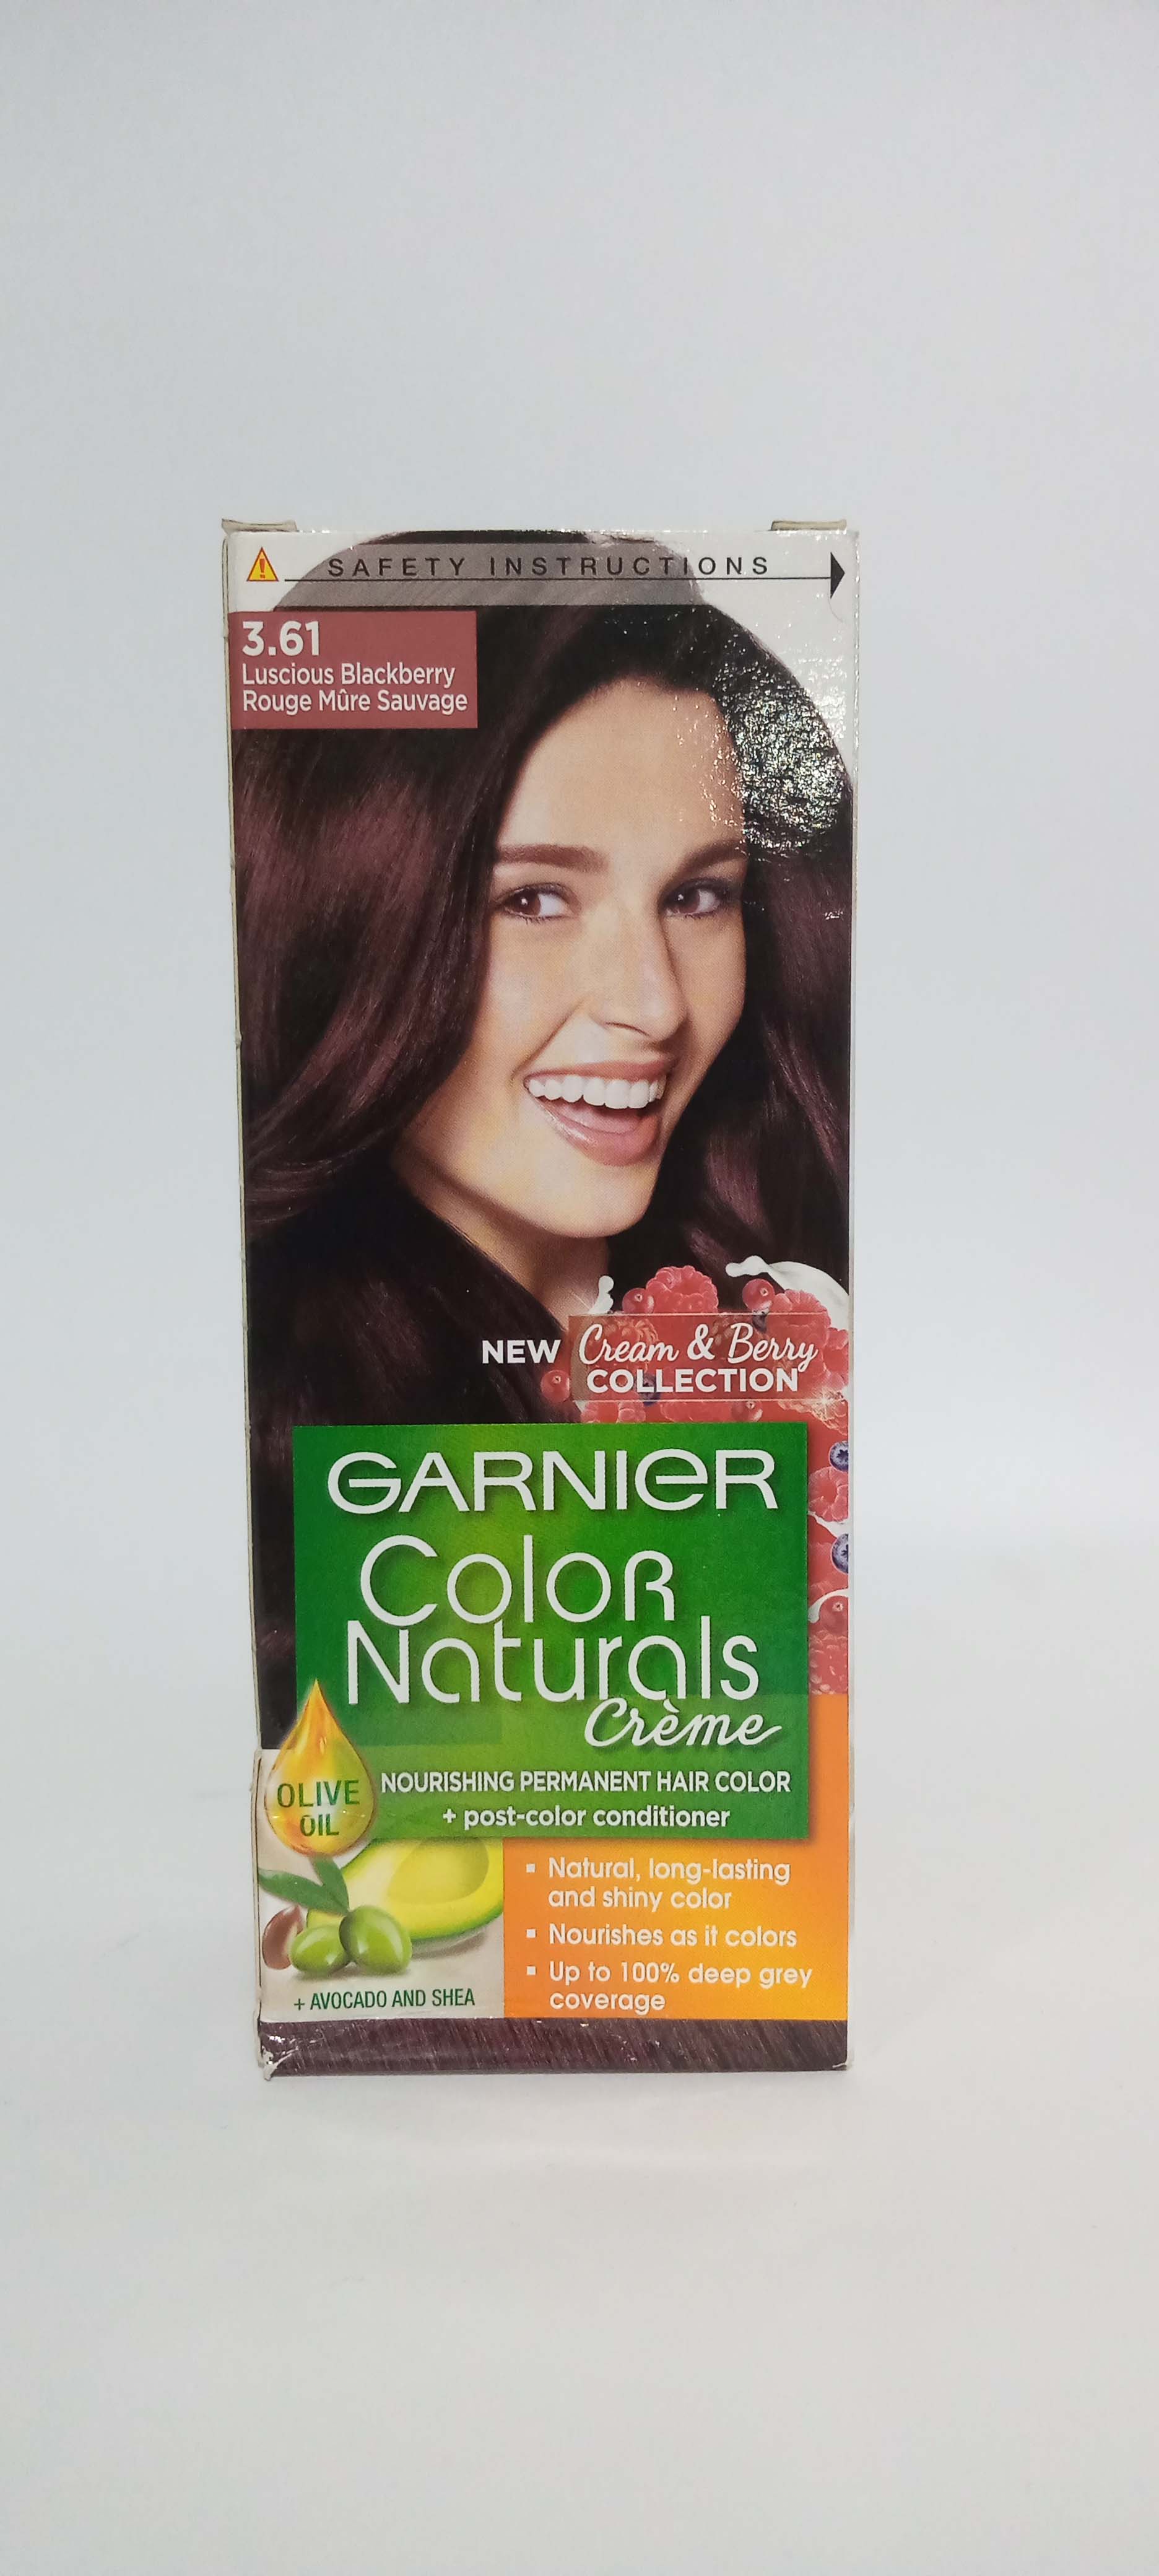 SAFETY INSTRUCTIONS
3.61
Luscious Blackberry
Rouge Mûre Sauvage
NEW Cream & Berry
COLLECTION
GARNIER
Color
Naturals
Crème
OLIVE
OIL
NOURISHING PERMANENT HAIR COLOR
+ post-color conditioner
▪ Natural, long-lasting
and shiny color
▪ Nourishes as it colors
▪ Up to 100% deep grey
coverage
+ AVOCADO AND SHEA